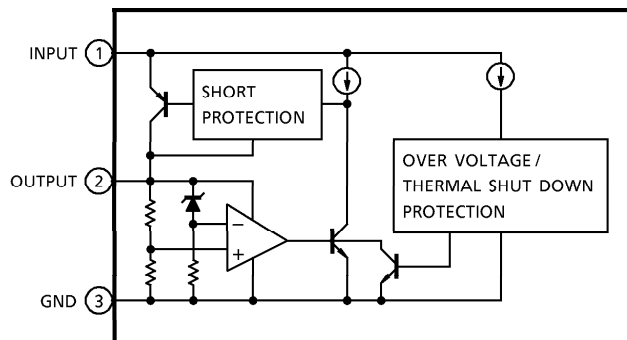 INPUT 1
SHORT
PROTECTION
OVER VOLTAGE /
THERMAL SHUT DOWN
PROTECTION
OUTPUT 2
−
+
GND 3